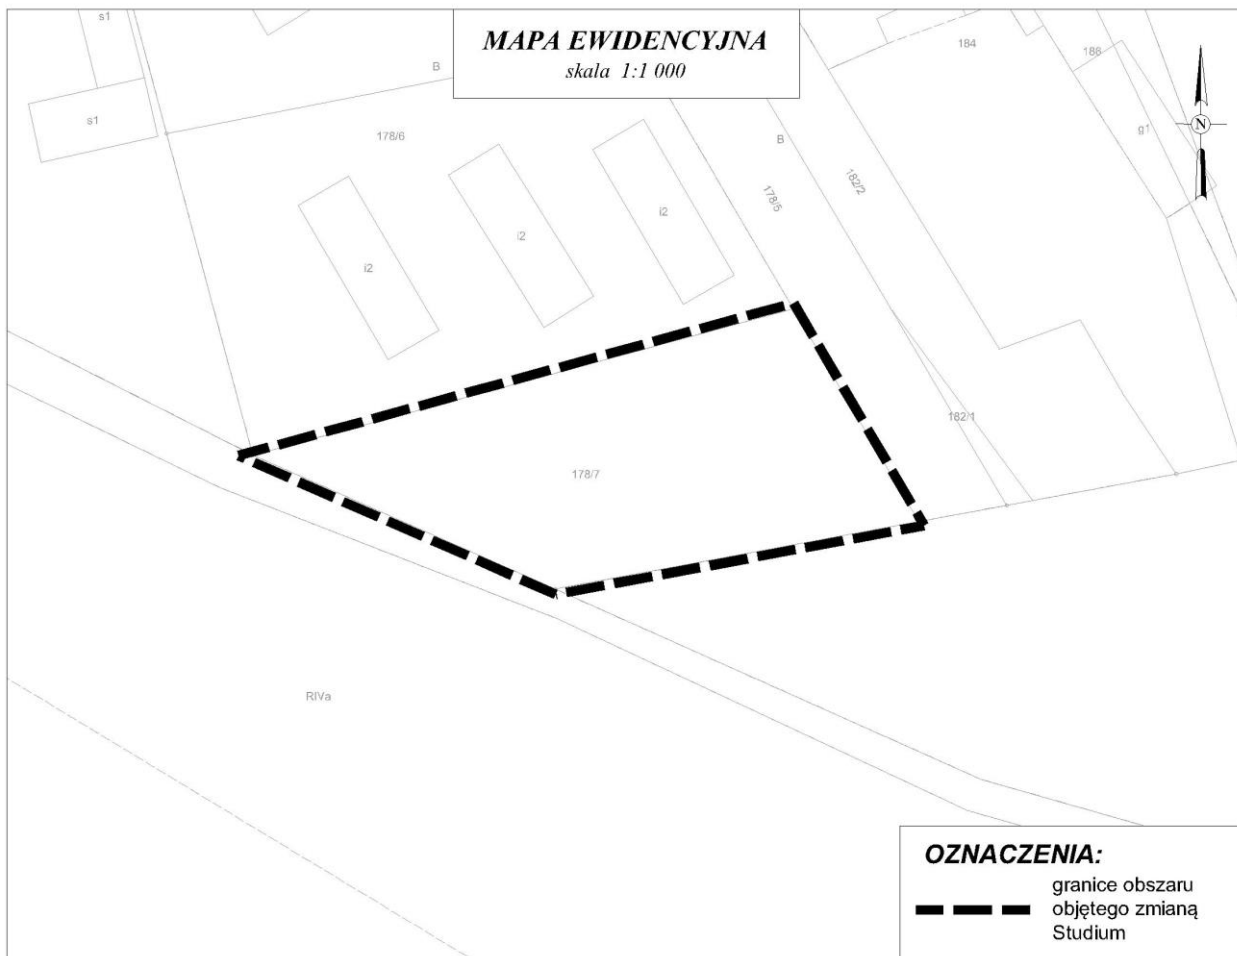 MAPA EWIDENCYJNA
skala 1:1 000
s1
B
184
188
s1
178/6
g1
B
N
178/5
182/2
i2
i2
i2
182/1
178/7
RIVa
OZNACZENIA:
granice obszaru
objętego zmianą
Studium